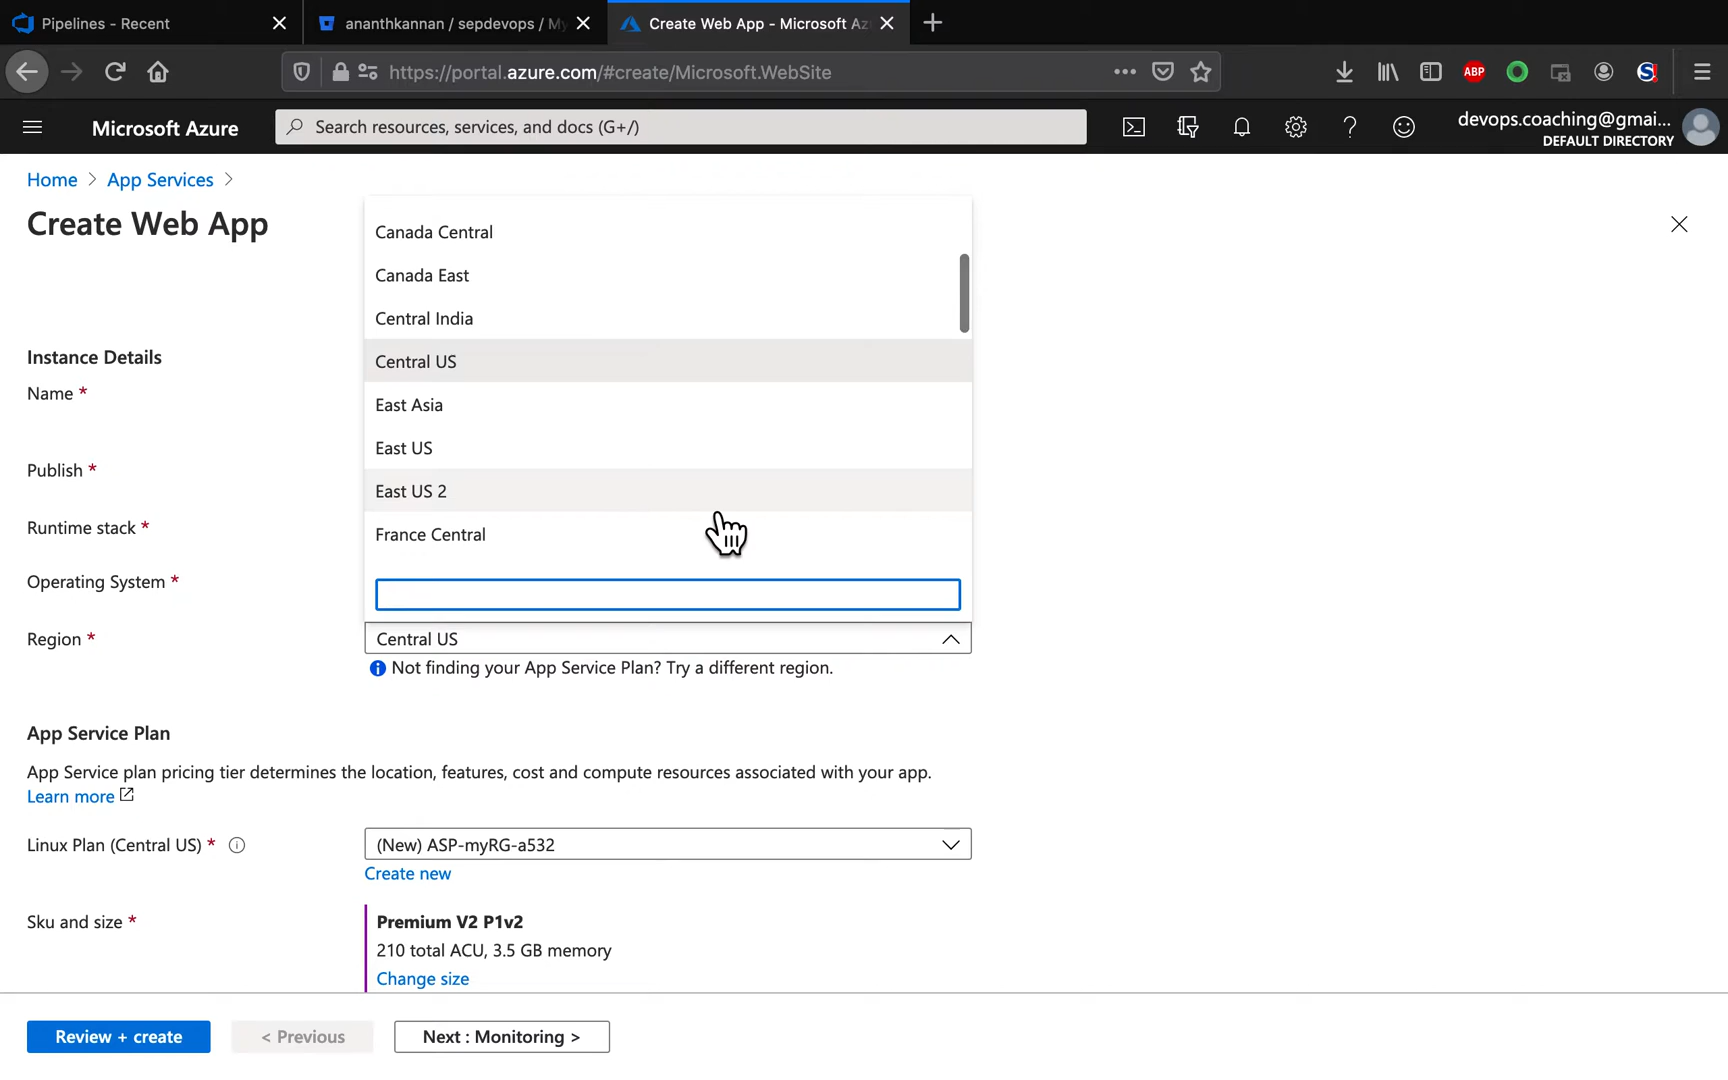 Pipelines - Recent
ananthkannan / sepdevops / My
Create Web App - Microsoft Az
https://portal.azure.com/#create/Microsoft.WebSite
ABP
Microsoft Azure
Search resources, services, and docs (G+/)
devops.coaching@gmai...
DEFAULT DIRECTORY
Home > App Services >
Create Web App
Canada Central
Canada East
Central India
Instance Details
Central US
Name *
East Asia
East US
Publish *
East US 2
Runtime stack *
France Central
Operating System *
Region *
Central US
Not finding your App Service Plan? Try a different region.
App Service Plan
App Service plan pricing tier determines the location, features, cost and compute resources associated with your app.
Learn more
Linux Plan (Central US) *
(New) ASP-myRG-a532
Create new
Sku and size *
Premium V2 P1v2
210 total ACU, 3.5 GB memory
Change size
Review + create
< Previous
Next : Monitoring >